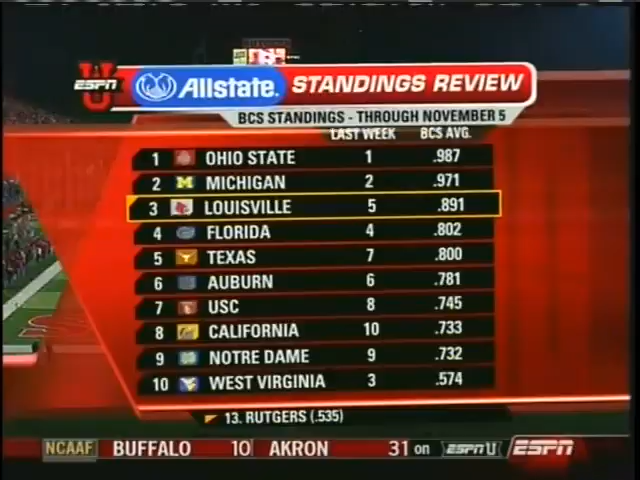 ESPN U Allstate. STANDINGS REVIEW
BCS STANDINGS - THROUGH NOVEMBER 5
LAST WEEK BCS AVG.
1 OHIO STATE 1 .987
2 MICHIGAN 2 .971
3 LOUISVILLE 5 .891
4 FLORIDA 4 .802
5 TEXAS 7 .800
6 AUBURN 6 .781
7 USC 8 .745
8 CALIFORNIA 10 .733
9 NOTRE DAME 9 .732
10 WEST VIRGINIA 3 .574
13. RUTGERS (.535)
NCAAF BUFFALO 10 AKRON 31 on ESPN U ESPN